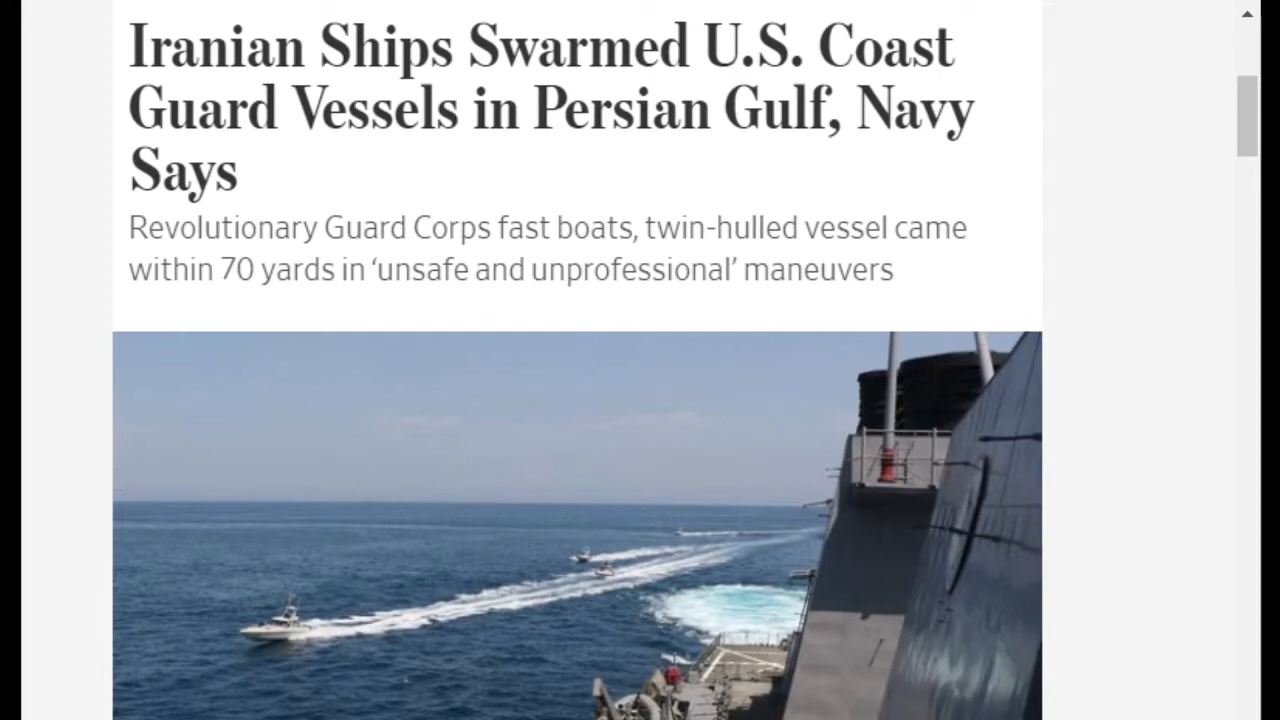 Iranian Ships Swarmed U.S. Coast
Guard Vessels in Persian Gulf, Navy
Says
Revolutionary Guard Corps fast boats, twin-hulled vessel came
within 70 yards in ‘unsafe and unprofessional’ maneuvers